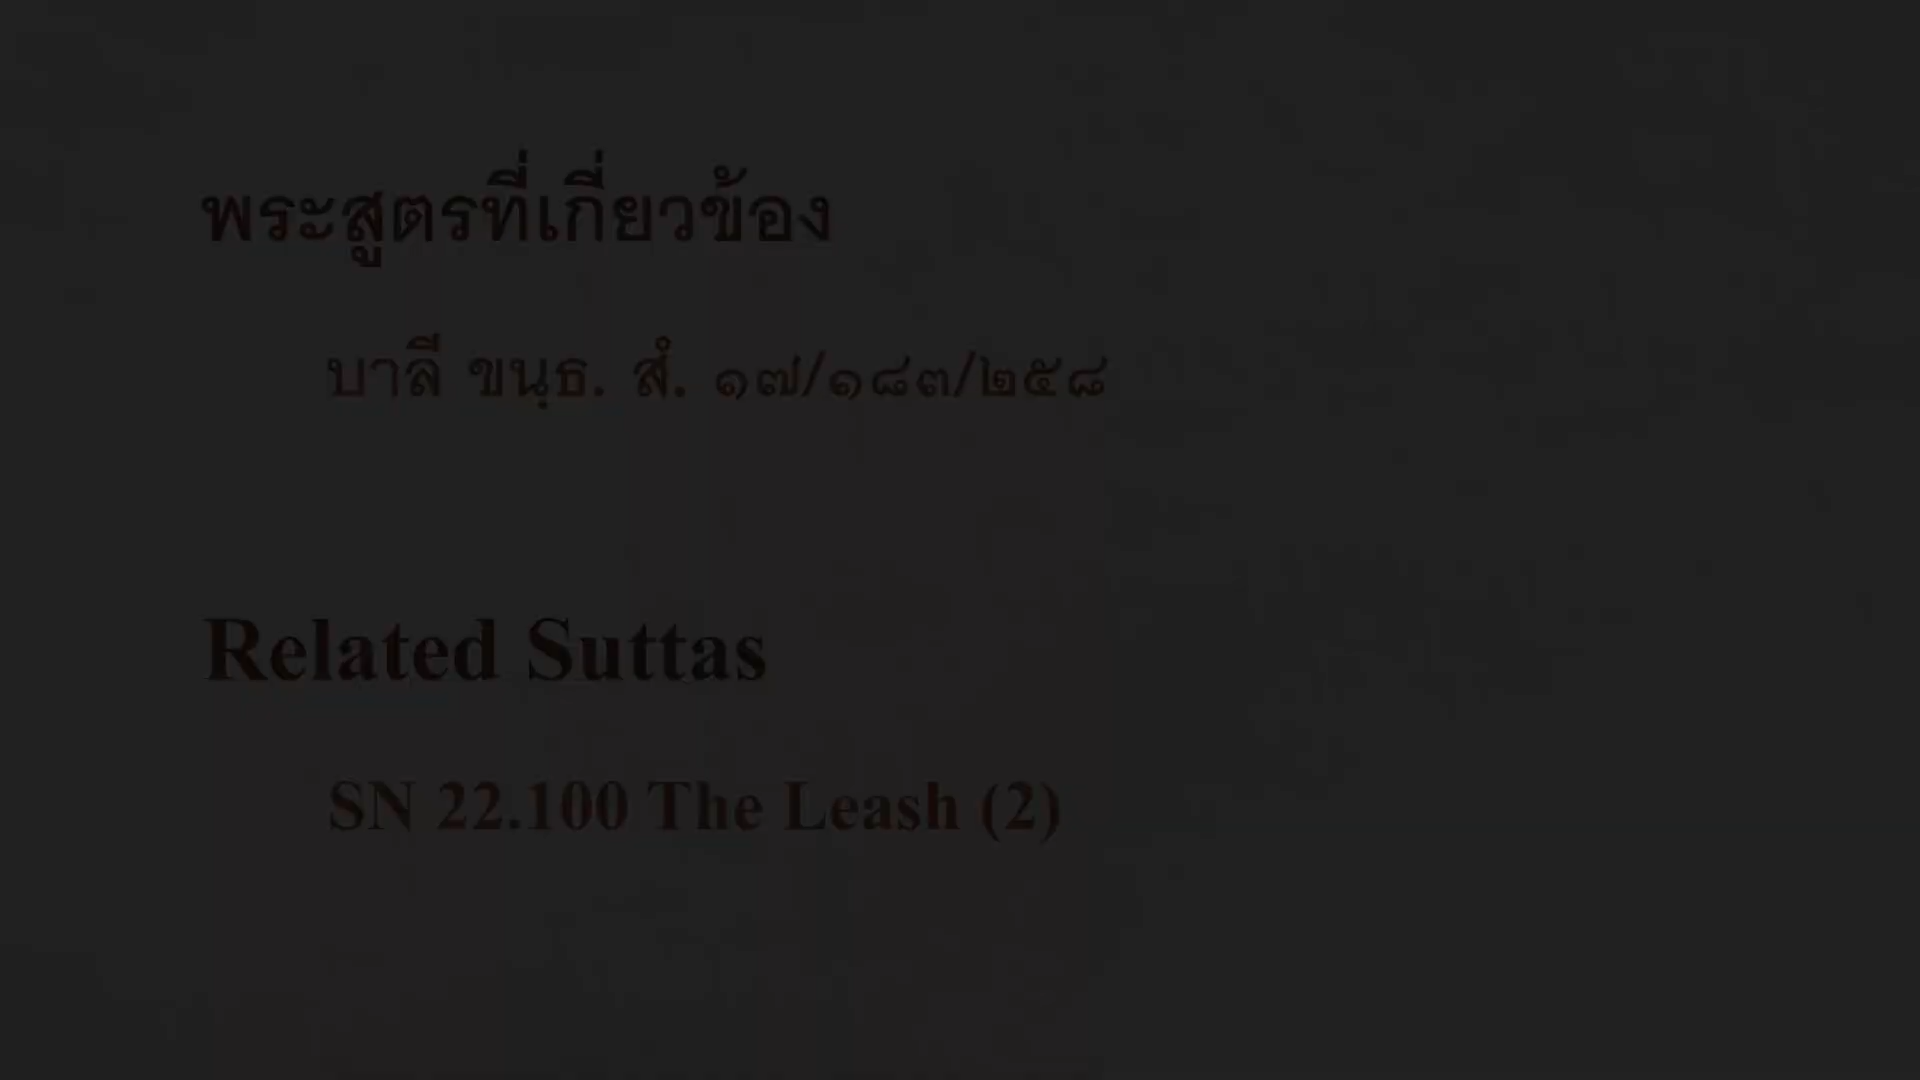 พระสูตรที่เกี่ยวข้อง
บาลี ขนฺธ. สํ. ๑๗/๑๘๓/๒๕๘
Related Suttas
SN 22.100 The Leash (2)